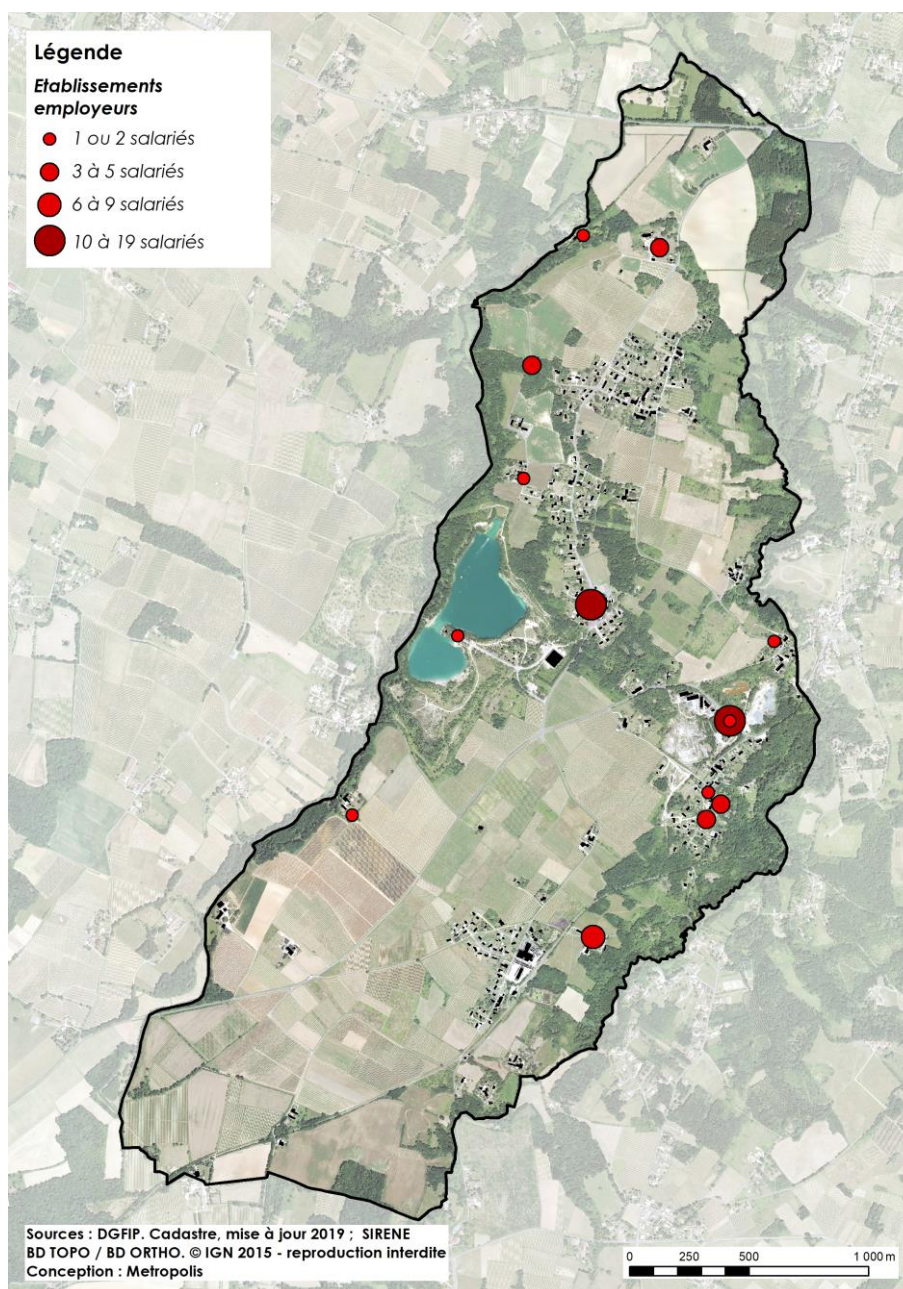 Légende
Etablissements
employeurs
1 ou 2 salariés
3 à 5 salariés
6 à 9 salariés
10 à 19 salariés
Sources : DGFIP. Cadastre, mise à jour 2019 ; SIRENE
BD TOPO / BD ORTHO. © IGN 2015 - reproduction interdite
Conception : Metropolis
0 250 500 1 000 m